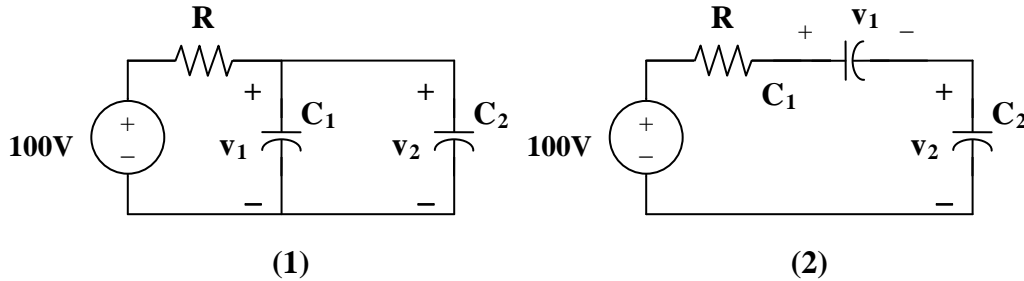 R
+
+
C₁
C₂
100V
+
−
v₁
v₂
−
−
(1)
v₁
R
+
−
C₁
+
C₂
100V
+
−
v₂
−
(2)